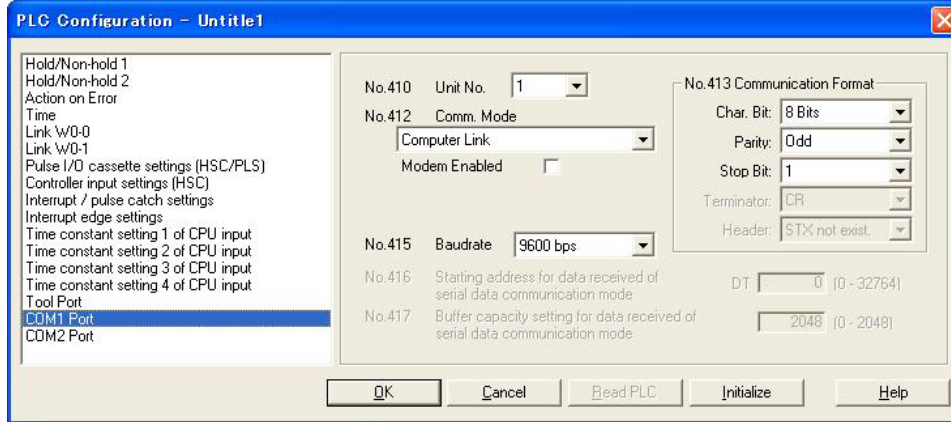 PLC Configuration - Untitle1
Hold/Non-hold 1
Hold/Non-hold 2
Action on Error
Time
Link W0-0
Link W0-1
Pulse I/O cassette settings (HSC/PLS)
Controller input settings (HSC)
Interrupt / pulse catch settings
Interrupt edge settings
Time constant setting 1 of CPU input
Time constant setting 2 of CPU input
Time constant setting 3 of CPU input
Time constant setting 4 of CPU input
Tool Port
COM1 Port
COM2 Port
No.410 Unit No. 1
No.412 Comm. Mode
Computer Link
Modem Enabled
No.413 Communication Format
Char. Bit: 8 Bits
Parity: Odd
Stop Bit: 1
Terminator: CR
Header: STX not exist.
No.415 Baudrate 9600 bps
No.416 Starting address for data received of
serial data communication mode
DT 0 (0 - 32764)
No.417 Buffer capacity setting for data received of
serial data communication mode
2048 (0 - 2048)
OK Cancel Read PLC Initialize Help